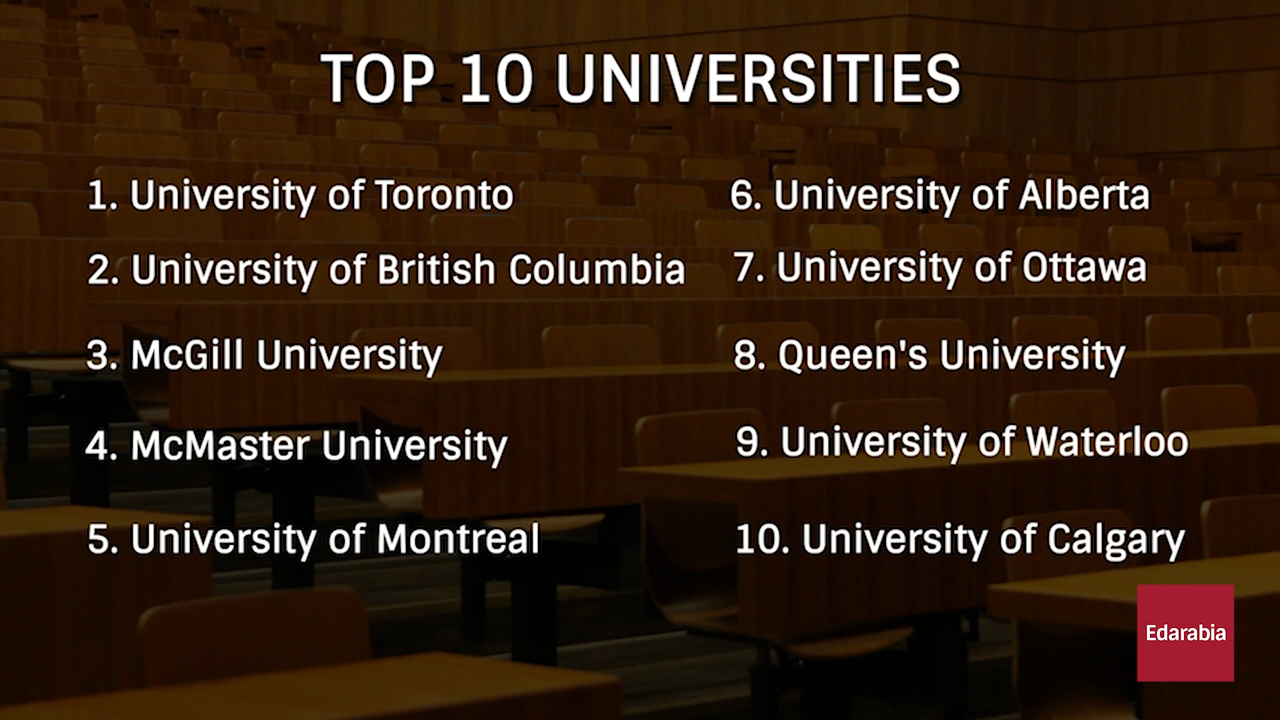 TOP 10 UNIVERSITIES
1. University of Toronto
2. University of British Columbia
3. McGill University
4. McMaster University
5. University of Montreal
6. University of Alberta
7. University of Ottawa
8. Queen's University
9. University of Waterloo
10. University of Calgary
Edarabia